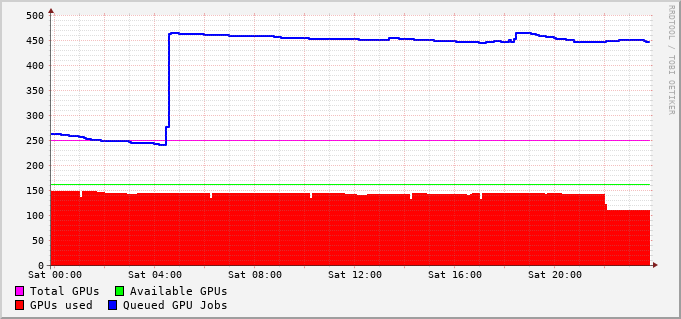 500
450
400
350
300
250
200
150
100
50
0
Sat 00:00 Sat 04:00 Sat 08:00 Sat 12:00 Sat 16:00 Sat 20:00
Total GPUs Available GPUs
GPUs used Queued GPU Jobs
RRDTOOL / TOBI OETIKER